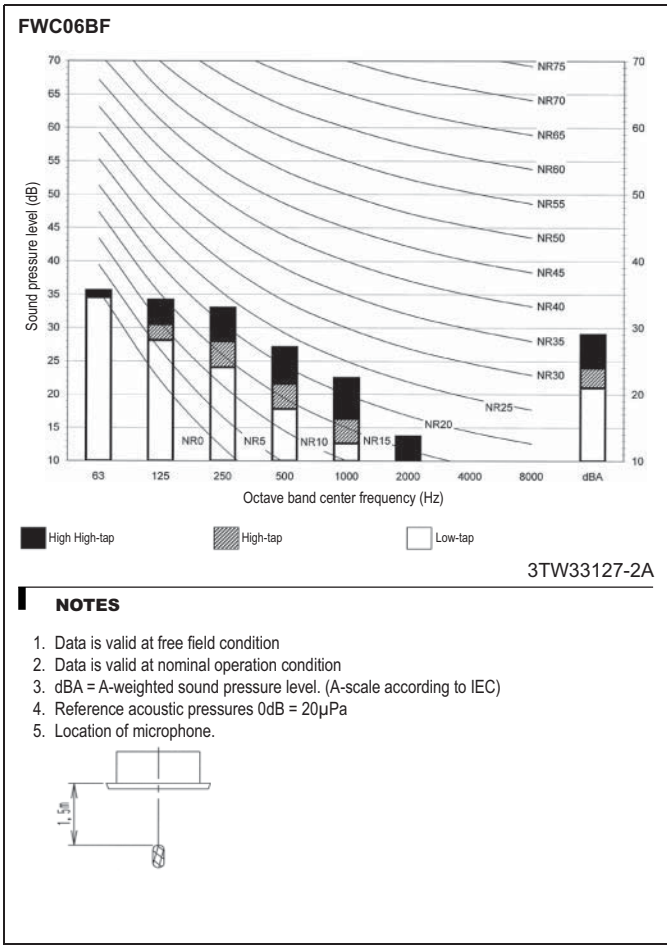 FWC06BF
70
65
60
55
50
45
40
35
30
25
20
15
10
Sound pressure level (dB)
70
60
50
40
30
20
10
NR75
NR70
NR65
NR60
NR55
NR50
NR45
NR40
NR35
NR30
NR25
NR20
NR0 NR5 NR10 NR15
63 125 250 500 1000 2000 4000 8000 dBA
Octave band center frequency (Hz)
High High-tap High-tap Low-tap
3TW33127-2A
NOTES
1. Data is valid at free field condition
2. Data is valid at nominal operation condition
3. dBA = A-weighted sound pressure level. (A-scale according to IEC)
4. Reference acoustic pressures 0dB = 20µPa
5. Location of microphone.
1,5m